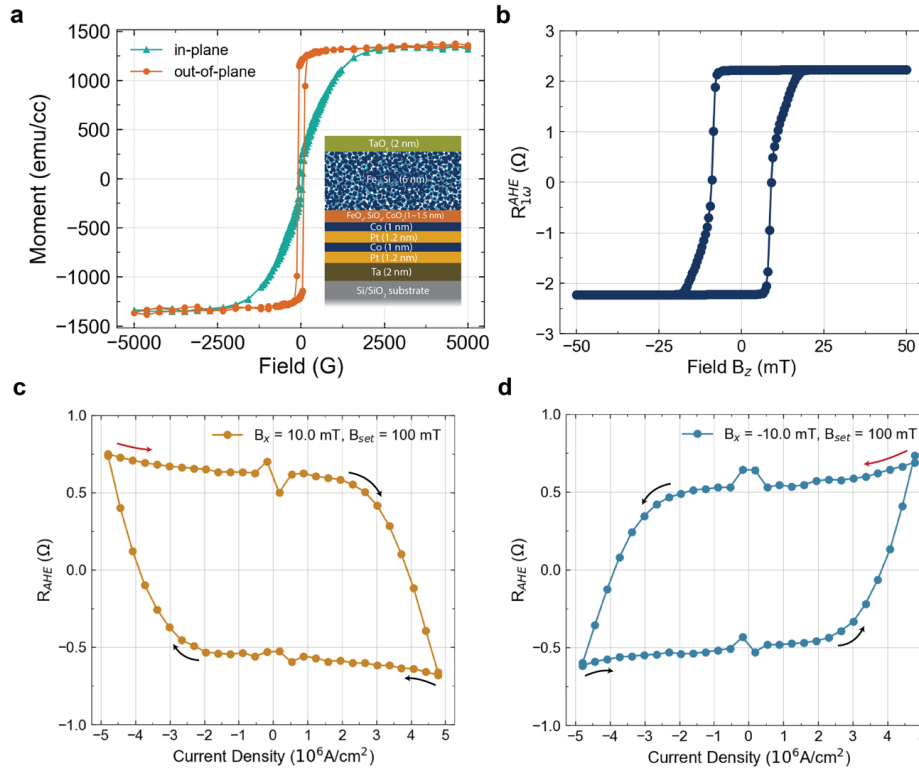 a
1500
1000
500
0
−500
−1000
−1500
Moment (emu/cc)
in-plane
out-of-plane
TaOx (2 nm)
(6 nm)
FeOx, SiO2, CoOx (1–1.5 nm)
Co (1 nm)
Pt (1.2 nm)
Co (1 nm)
Pt (1.2 nm)
Ta (2 nm)
Si/SiO2 substrate
−5000 −2500 0 2500 5000
Field (G)
b
3
2
1
0
−1
−2
−3
R1ω^AHE (Ω)
−50 −25 0 25 50
Field Bz (mT)
c
1.0
0.5
0.0
−0.5
−1.0
RAHE (Ω)
Bx = 10.0 mT, Bset = 100 mT
−5 −4 −3 −2 −1 0 1 2 3 4 5
Current Density (10⁶A/cm²)
d
1.0
0.5
0.0
−0.5
−1.0
RAHE (Ω)
Bx = -10.0 mT, Bset = 100 mT
−5 −4 −3 −2 −1 0 1 2 3 4
Current Density (10⁶A/cm²)